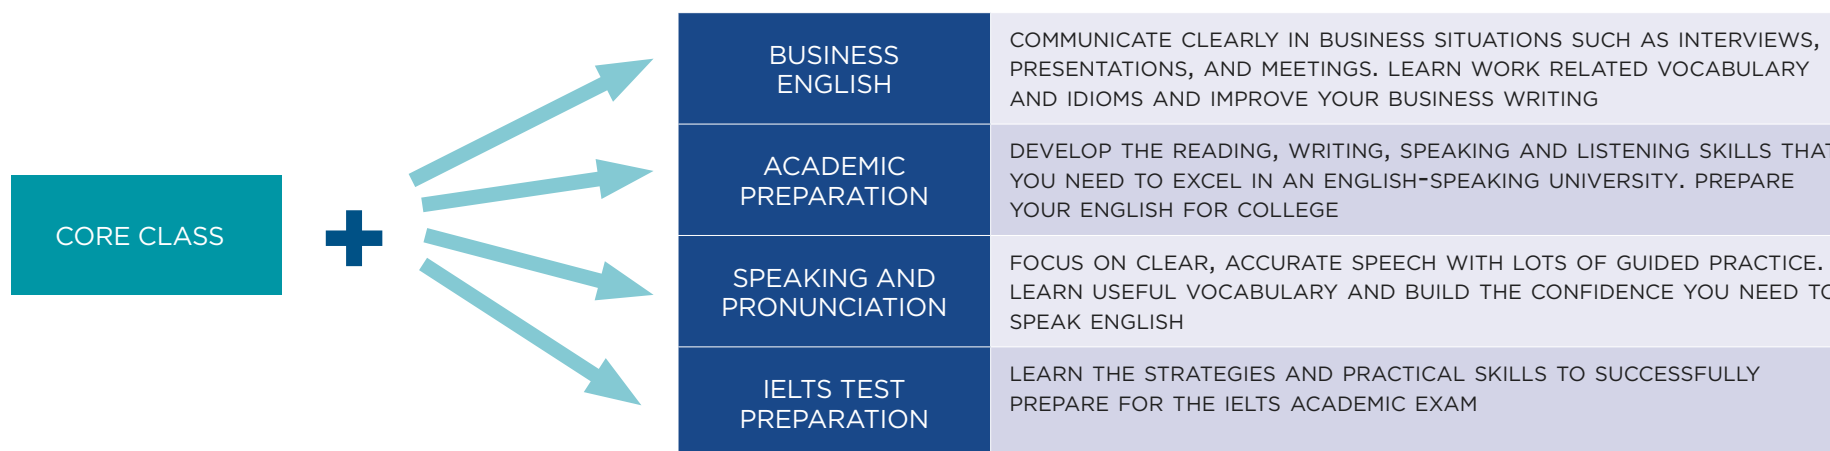 CORE CLASS
BUSINESS
ENGLISH
COMMUNICATE CLEARLY IN BUSINESS SITUATIONS SUCH AS INTERVIEWS,
PRESENTATIONS, AND MEETINGS. LEARN WORK RELATED VOCABULARY
AND IDIOMS AND IMPROVE YOUR BUSINESS WRITING
ACADEMIC
PREPARATION
DEVELOP THE READING, WRITING, SPEAKING AND LISTENING SKILLS THAT
YOU NEED TO EXCEL IN AN ENGLISH-SPEAKING UNIVERSITY. PREPARE
YOUR ENGLISH FOR COLLEGE
SPEAKING AND
PRONUNCIATION
FOCUS ON CLEAR, ACCURATE SPEECH WITH LOTS OF GUIDED PRACTICE.
LEARN USEFUL VOCABULARY AND BUILD THE CONFIDENCE YOU NEED TO
SPEAK ENGLISH
IELTS TEST
PREPARATION
LEARN THE STRATEGIES AND PRACTICAL SKILLS TO SUCCESSFULLY
PREPARE FOR THE IELTS ACADEMIC EXAM